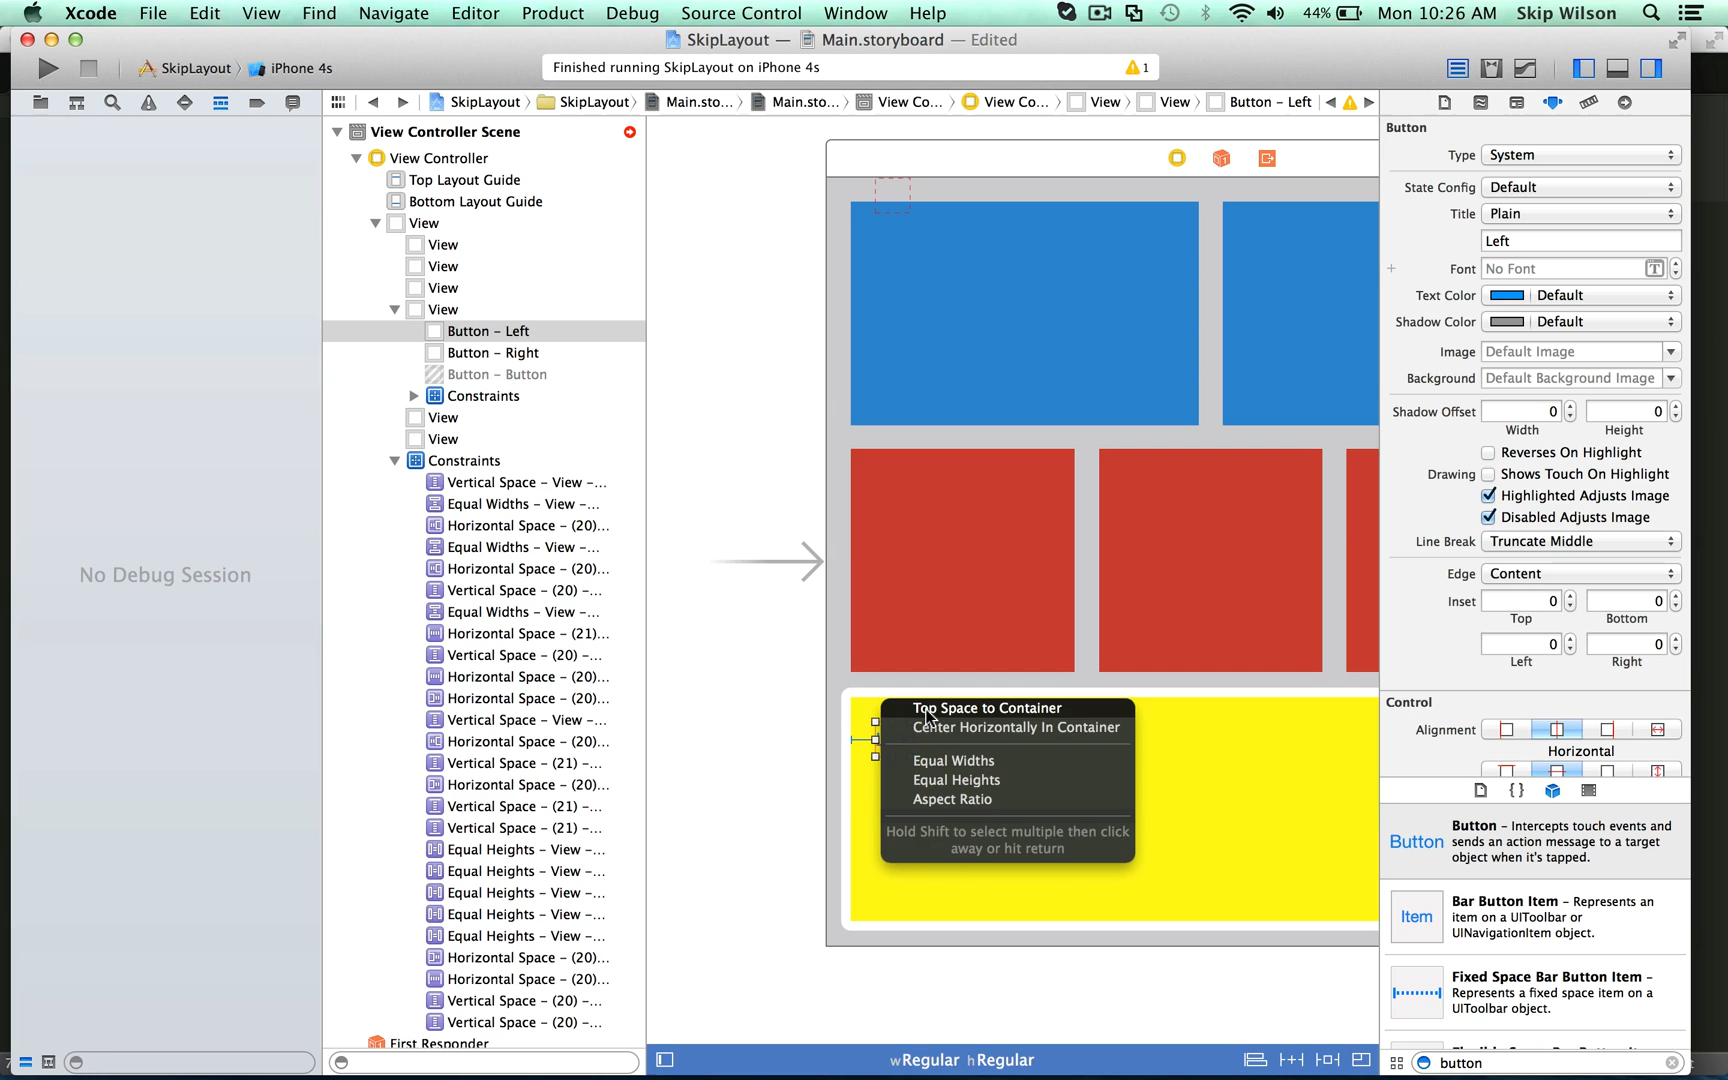 Xcode File Edit View Find Navigate Editor Product Debug Source Control Window Help 44% Mon 10:26 AM Skip Wilson
SkipLayout — Main.storyboard — Edited
SkipLayout iPhone 4s
Finished running SkipLayout on iPhone 4s 1
SkipLayout SkipLayout Main.sto... Main.sto... View Co... View Co... View View Button - Left
View Controller Scene
View Controller
Top Layout Guide
Bottom Layout Guide
View
View
View
View
View
Button - Left
Button - Right
Button - Button
Constraints
View
View
Constraints
Vertical Space - View -...
Equal Widths - View -...
Horizontal Space - (20)...
Equal Widths - View -...
Horizontal Space - (20)...
Vertical Space - (20) -...
Equal Widths - View -...
Horizontal Space - (21)...
Vertical Space - (20) -...
Horizontal Space - (20)...
Horizontal Space - (20)...
Vertical Space - View -...
Horizontal Space - (20)...
Vertical Space - (21) -...
Horizontal Space - (20)...
Vertical Space - (21) -...
Vertical Space - (21) -...
Equal Heights - View -...
Equal Heights - View -...
Equal Heights - View -...
Equal Heights - View -...
Equal Heights - View -...
Horizontal Space - (20)...
Horizontal Space - (20)...
Vertical Space - (20) -...
Vertical Space - (20) -...
First Responder
No Debug Session
Top Space to Container
Center Horizontally In Container
Equal Widths
Equal Heights
Aspect Ratio
Hold Shift to select multiple then click
away or hit return
wRegular hRegular
Button
Type System
State Config Default
Title Plain
Left
Font No Font T
Text Color Default
Shadow Color Default
Image Default Image
Background Default Background Image
Shadow Offset 0 0
Width Height
Reverses On Highlight
Drawing Shows Touch On Highlight
Highlighted Adjusts Image
Disabled Adjusts Image
Line Break Truncate Middle
Edge Content
Inset 0 0
Top Bottom
0 0
Left Right
Control
Alignment
Horizontal
Button
Button - Intercepts touch events and
sends an action message to a target
object when it's tapped.
Item
Bar Button Item - Represents an
item on a UIToolbar or
UINavigationItem object.
Fixed Space Bar Button Item -
Represents a fixed space item on a
UIToolbar object.
button